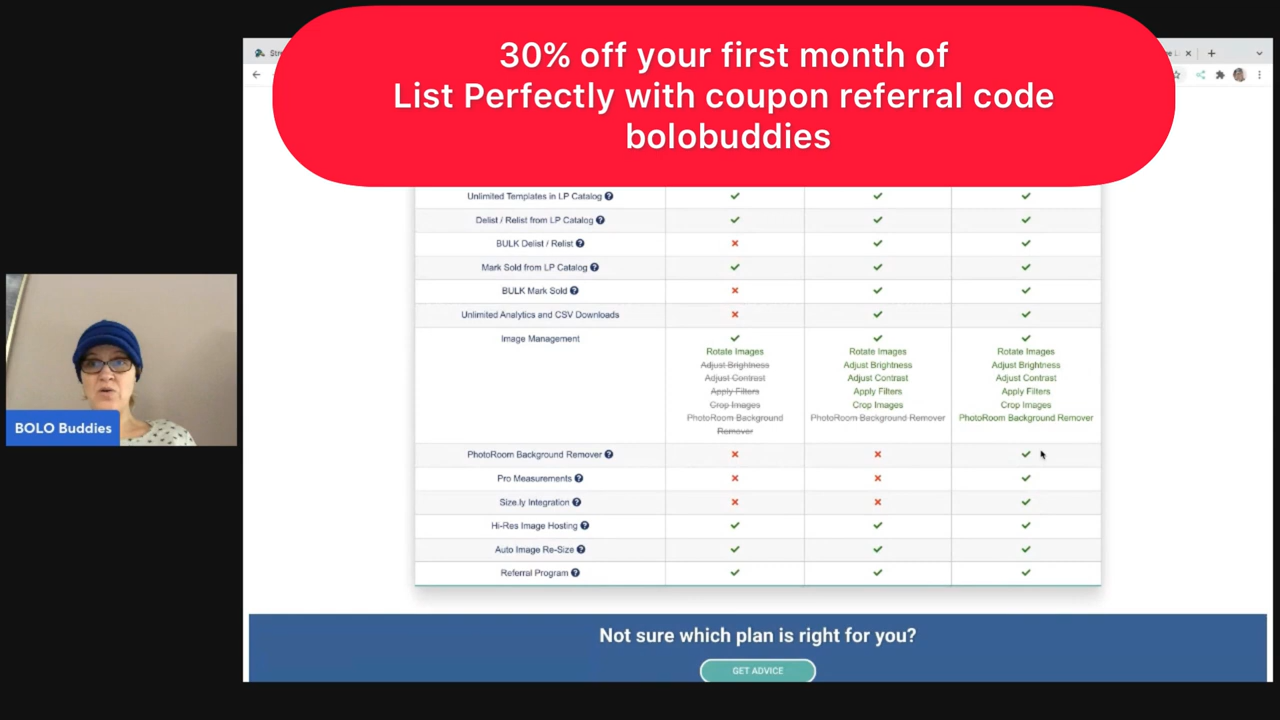 30% off your first month of
List Perfectly with coupon referral code
bolobuddies
Unlimited Templates in LP Catalog
Delist / Relist from LP Catalog
BULK Delist / Relist
Mark Sold from LP Catalog
BULK Mark Sold
Unlimited Analytics and CSV Downloads
Image Management
Rotate Images
Adjust Brightness
Adjust Contrast
Apply Filters
Crop Images
PhotoRoom Background
Remover
Rotate Images
Adjust Brightness
Adjust Contrast
Apply Filters
Crop Images
PhotoRoom Background Remover
Rotate Images
Adjust Brightness
Adjust Contrast
Apply Filters
Crop Images
PhotoRoom Background Remover
BOLO Buddies
PhotoRoom Background Remover
Pro Measurements
Size.ly Integration
Hi-Res Image Hosting
Auto Image Re-Size
Referral Program
Not sure which plan is right for you?
GET ADVICE